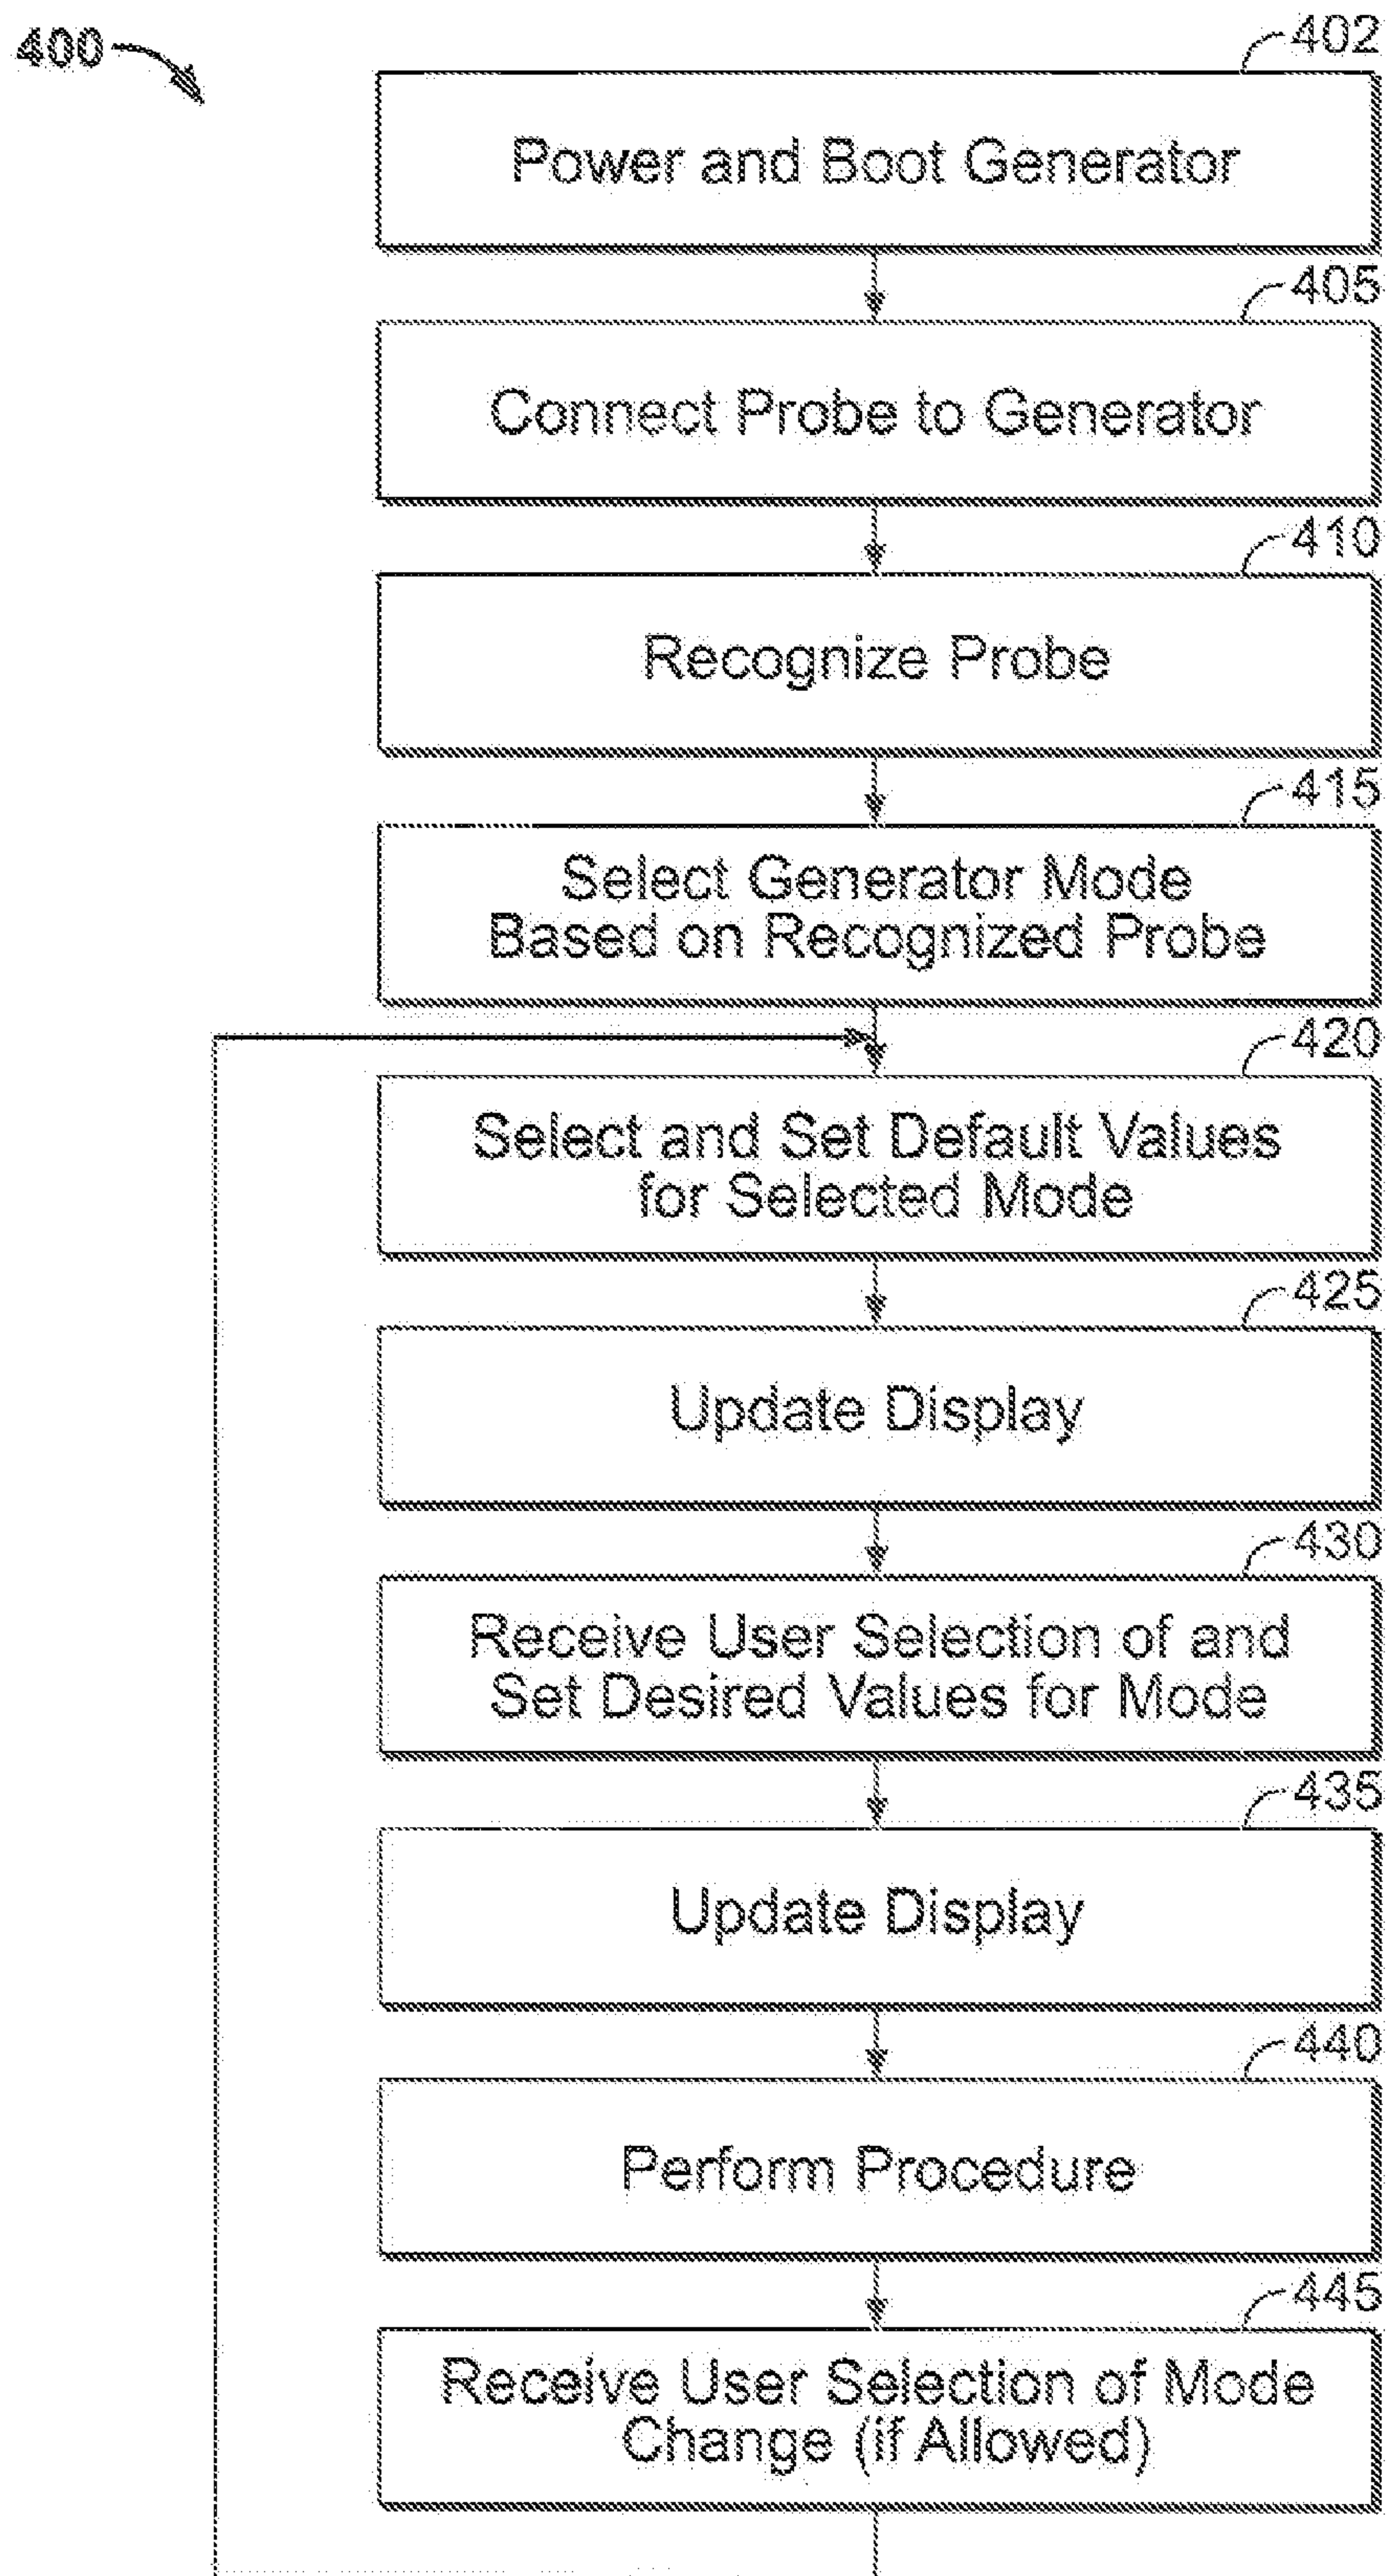 400
402
Power and Boot Generator
405
Connect Probe to Generator
410
Recognize Probe
415
Select Generator Mode
Based on Recognized Probe
420
Select and Set Default Values
for Selected Mode
425
Update Display
430
Receive User Selection of and
Set Desired Values for Mode
435
Update Display
440
Perform Procedure
445
Receive User Selection of Mode
Change (if Allowed)